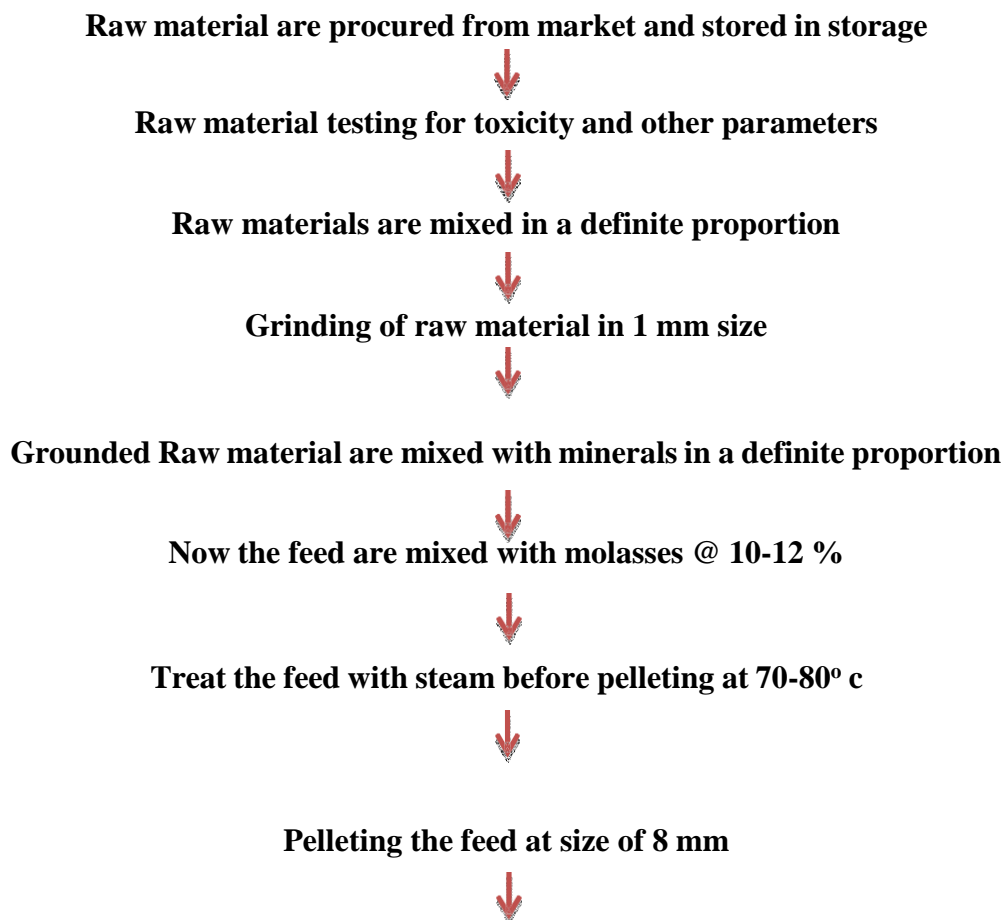 Raw material are procured from market and stored in storage
Raw material testing for toxicity and other parameters
Raw materials are mixed in a definite proportion
Grinding of raw material in 1 mm size
Grounded Raw material are mixed with minerals in a definite proportion
Now the feed are mixed with molasses @ 10-12 %
Treat the feed with steam before pelleting at 70-80º c
Pelleting the feed at size of 8 mm